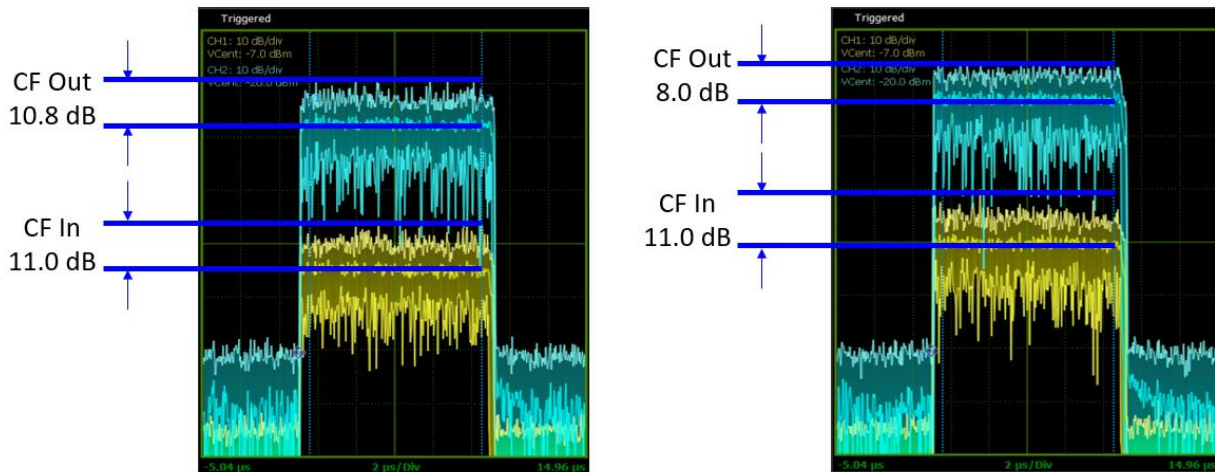 Triggered
CH1: 10 dB/div
VCent: -7.0 dBm
CH2: 10 dB/div
VCent: -20.0 dBm
CF Out
10.8 dB
CF In
11.0 dB
-5.04 µs
2 µs/Div
14.96 µs
Triggered
CH1: 10 dB/div
VCent: -7.0 dBm
CH2: 10 dB/div
VCent: -20.0 dBm
CF Out
8.0 dB
CF In
11.0 dB
-5.04 µs
2 µs/Div
14.96 µs